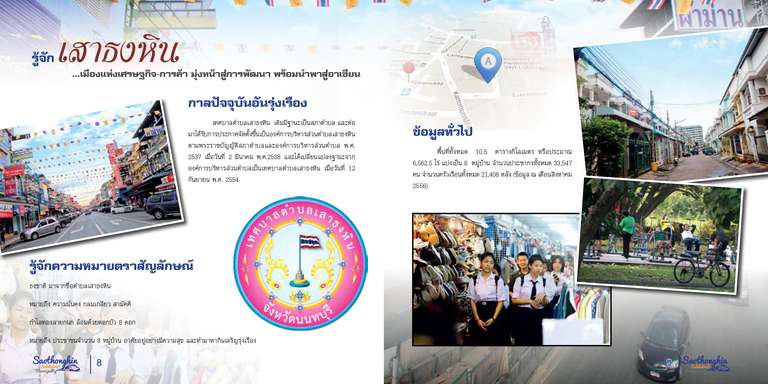 รู้จัก เสาธงหิน
...เมืองแห่งเศรษฐกิจ-การค้า มุ่งหน้าสู่การพัฒนา พร้อมนำพาสู่อาเซียน
กาลปัจจุบันอันรุ่งเรือง
เทศบาลตำบลเสาธงหิน เดิมมีฐานะเป็นสภาตำบล และต่อ
มาได้รับการประกาศจัดตั้งขึ้นเป็นองค์การบริหารส่วนตำบลเสาธงหิน
ตามพระราชบัญญัติสภาตำบลและองค์การบริหารส่วนตำบล พ.ศ.
2537 เมื่อวันที่ 2 มีนาคม พ.ศ.2538 และได้เปลี่ยนแปลงฐานะจาก
องค์การบริหารส่วนตำบลเป็นเทศบาลตำบลเสาธงหิน เมื่อวันที่ 12
กันยายน พ.ศ. 2554
รู้จักความหมายตราสัญลักษณ์
ธงชาติ มาจากชื่อตำบลเสาธงหิน
หมายถึง ความมั่นคง กลมเกลียว สามัคคี
กำไลทองลายกนก ล้อมด้วยดอกบัว 8 ดอก
หมายถึง ประชาชนจำนวน 8 หมู่บ้าน อาศัยอยู่อย่างมีความสุข และทำมาหากินเจริญรุ่งเรือง
เทศบาลตำบลเสาธงหิน
จังหวัดนนทบุรี
Saothonghin
8
ผ้าม่าน
A
ข้อมูลทั่วไป
พื้นที่ทั้งหมด 10.5 ตารางกิโลเมตร หรือประมาณ
6,562.5 ไร่ แบ่งเป็น 8 หมู่บ้าน จำนวนประชากรทั้งหมด 33,547
คน จำนวนครัวเรือนทั้งหมด 21,408 หลัง (ข้อมูล ณ เดือนสิงหาคม
2556)
Saothonghin